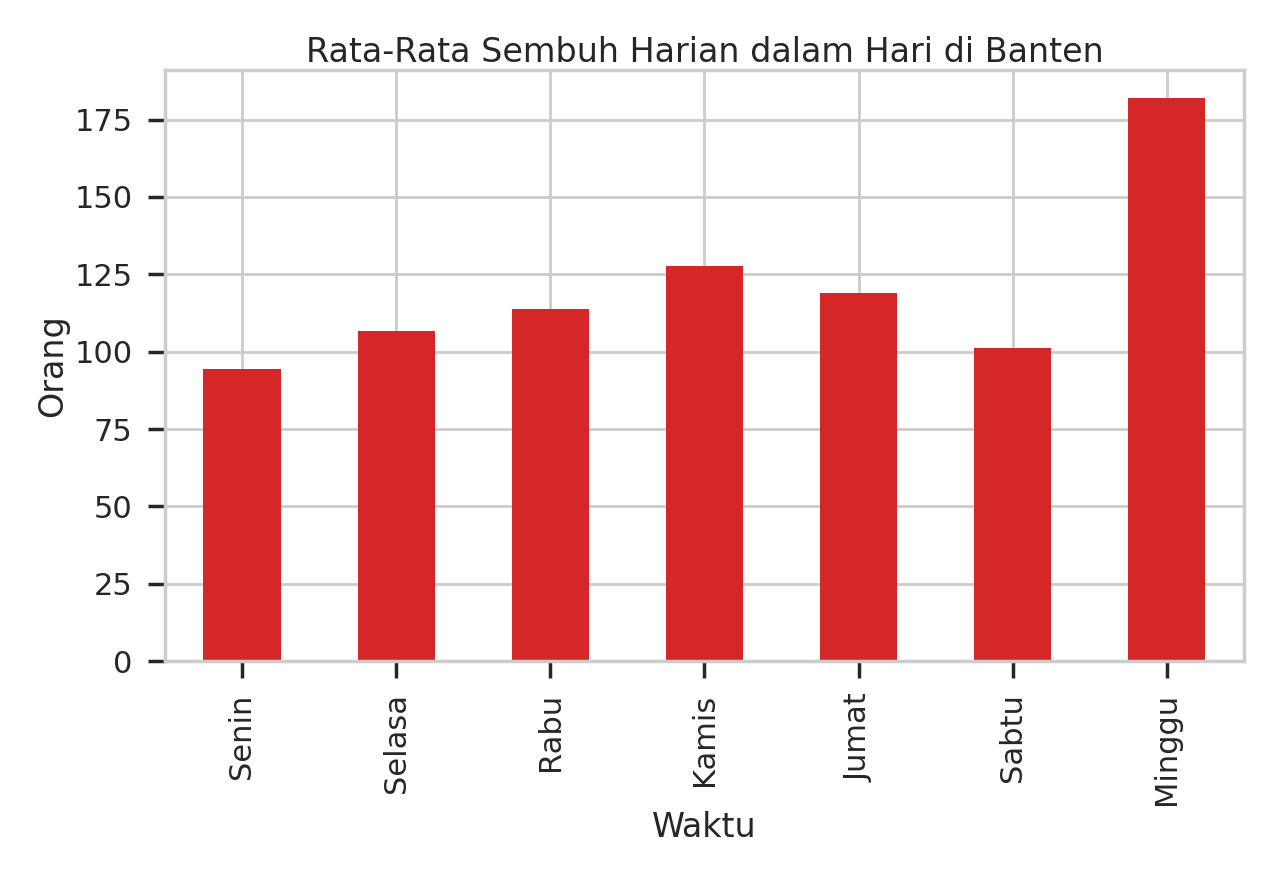 Rata-Rata Sembuh Harian dalam Hari di Banten
175
150
125
100
75
50
25
0
Orang
Senin
Selasa
Rabu
Kamis
Jumat
Sabtu
Minggu
Waktu